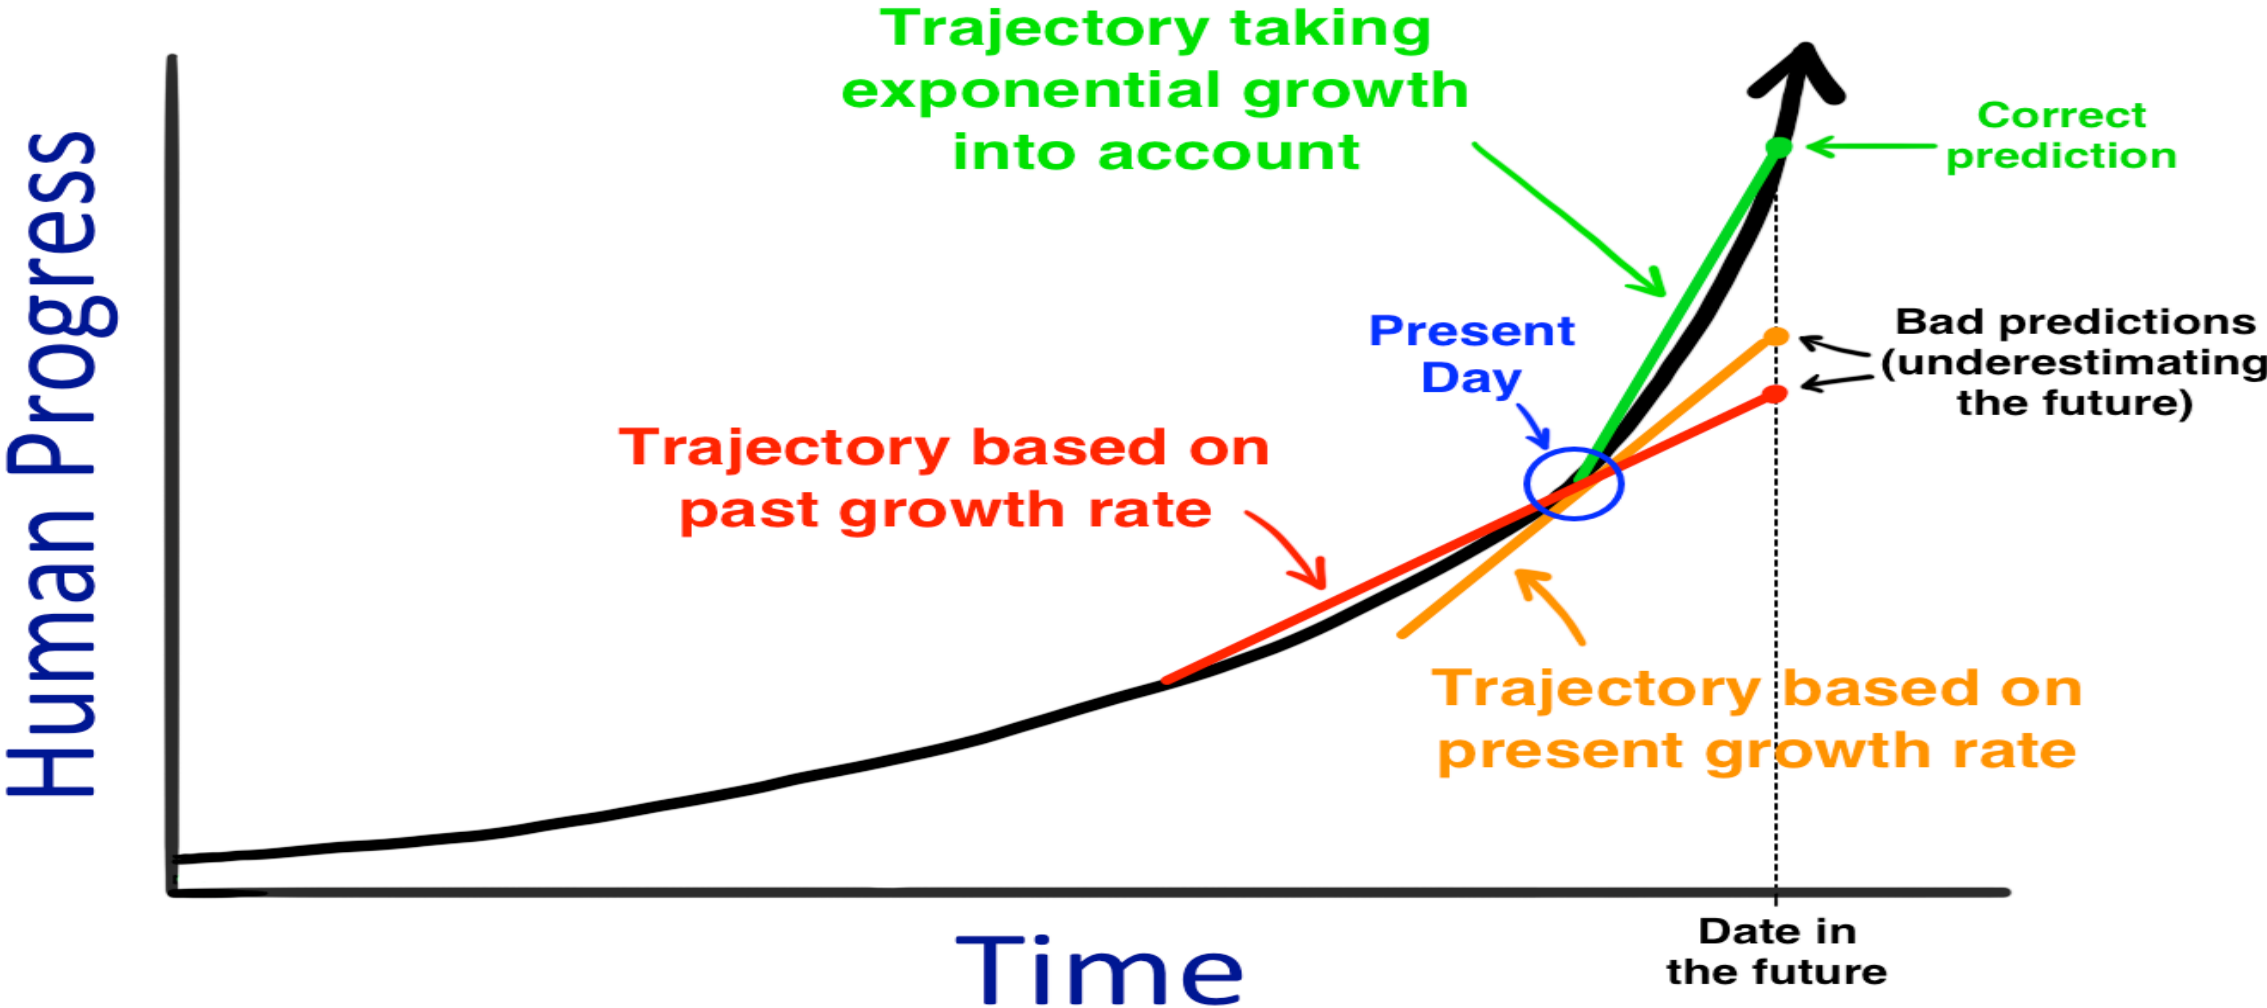 Trajectory taking
exponential growth
into account
Correct
prediction
Human Progress
Present
Day
Bad predictions
(underestimating
the future)
Trajectory based on
past growth rate
Trajectory based on
present growth rate
Date in
the future
Time